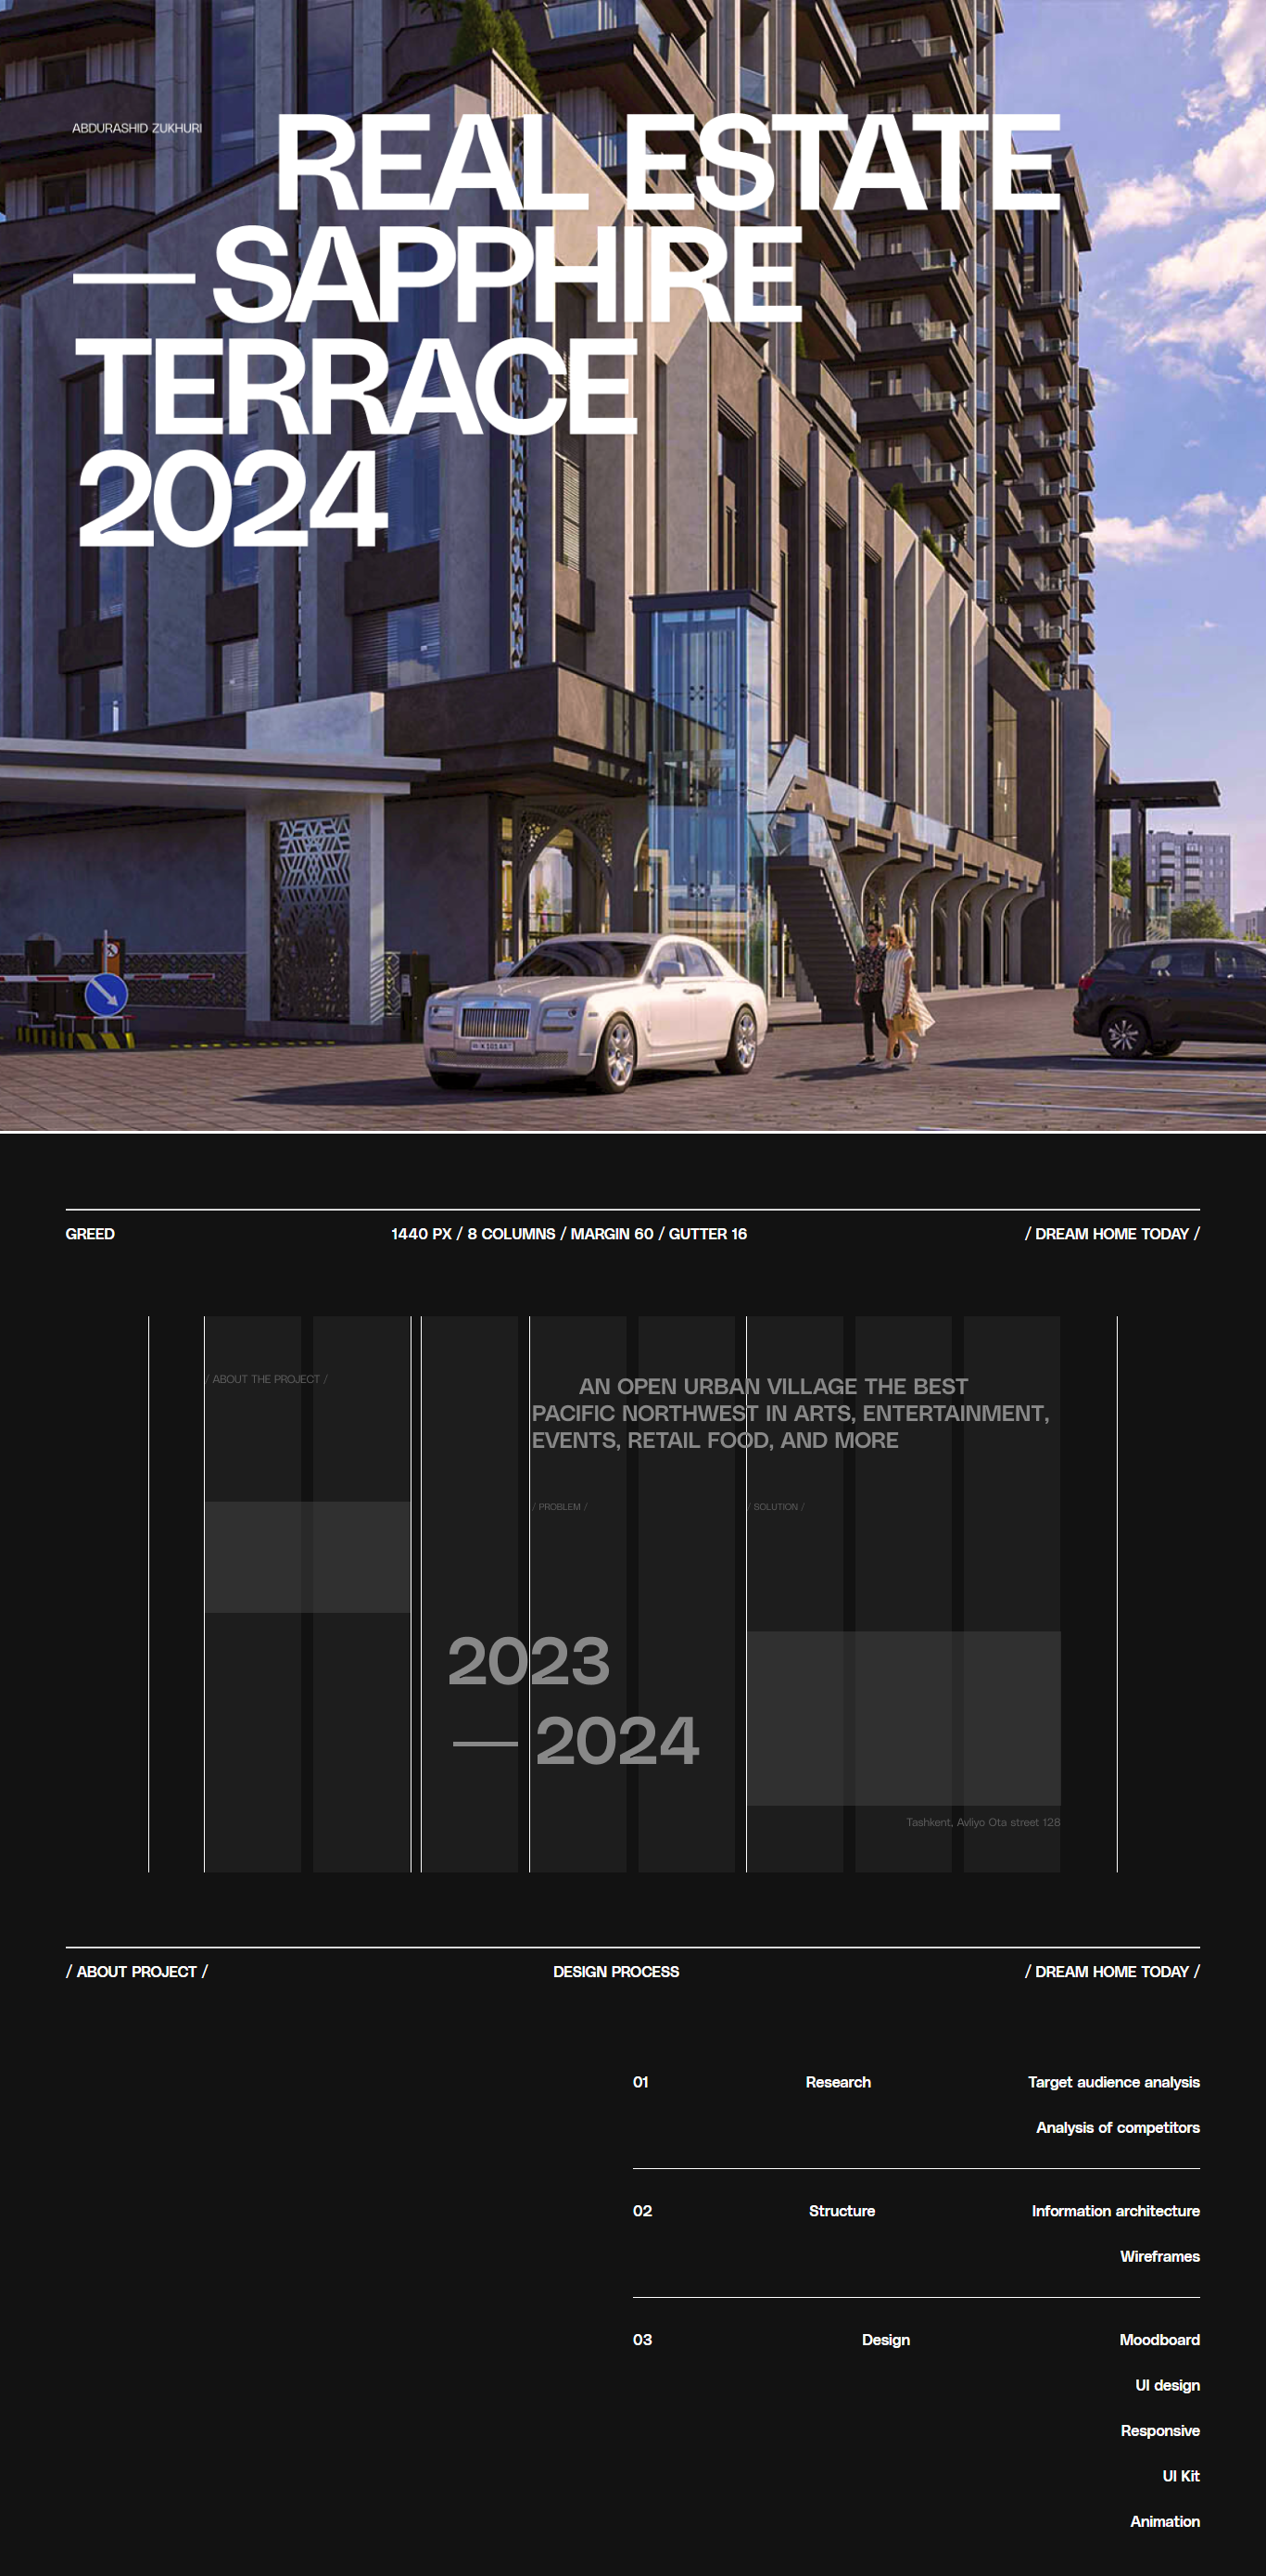 ABDURASHID ZUKHURI
REAL ESTATE
— SAPPHIRE
TERRACE
2024
GREED
1440 PX / 8 COLUMNS / MARGIN 60 / GUTTER 16
/ DREAM HOME TODAY /
/ ABOUT THE PROJECT /
AN OPEN URBAN VILLAGE THE BEST
PACIFIC NORTHWEST IN ARTS, ENTERTAINMENT,
EVENTS, RETAIL FOOD, AND MORE
/ PROBLEM /
/ SOLUTION /
2023
— 2024
Tashkent, Avliyo Ota street 128
/ ABOUT PROJECT /
DESIGN PROCESS
/ DREAM HOME TODAY /
01 Research Target audience analysis
Analysis of competitors
02 Structure Information architecture
Wireframes
03 Design Moodboard
UI design
Responsive
UI Kit
Animation